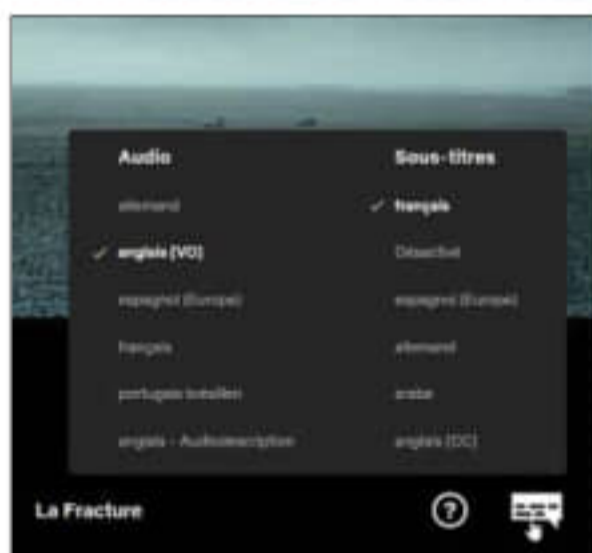 Audio
allemand
✓ anglais [VO]
espagnol (Europe)
français
portugais brésilien
anglais - Audiodescription
Sous-titres
✓ français
Désactivé
espagnol (Europe)
allemand
arabe
anglais (CC)
La Fracture
?